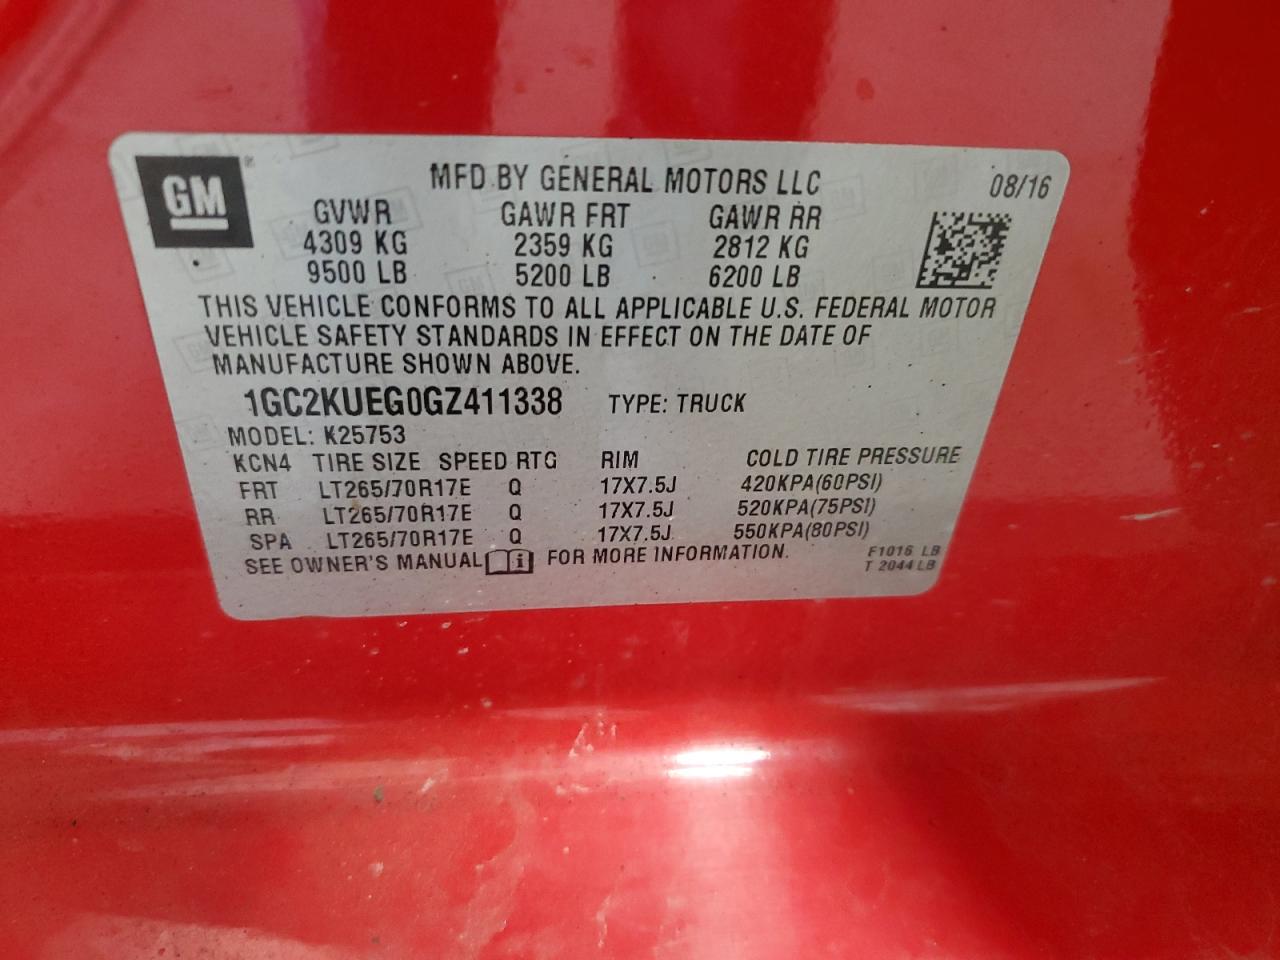 GM
MFD BY GENERAL MOTORS LLC 08/16
GVWR GAWR FRT GAWR RR
4309 KG 2359 KG 2812 KG
9500 LB 5200 LB 6200 LB
THIS VEHICLE CONFORMS TO ALL APPLICABLE U.S. FEDERAL MOTOR
VEHICLE SAFETY STANDARDS IN EFFECT ON THE DATE OF
MANUFACTURE SHOWN ABOVE.
1GC2KUEG0GZ411338 TYPE: TRUCK
MODEL: K25753
KCN4 TIRE SIZE SPEED RTG RIM COLD TIRE PRESSURE
FRT LT265/70R17E Q 17X7.5J 420KPA(60PSI)
RR LT265/70R17E Q 17X7.5J 520KPA(75PSI)
SPA LT265/70R17E Q 17X7.5J 550KPA(80PSI)
SEE OWNER'S MANUAL i FOR MORE INFORMATION.
F1016 LB
T 2044 LB